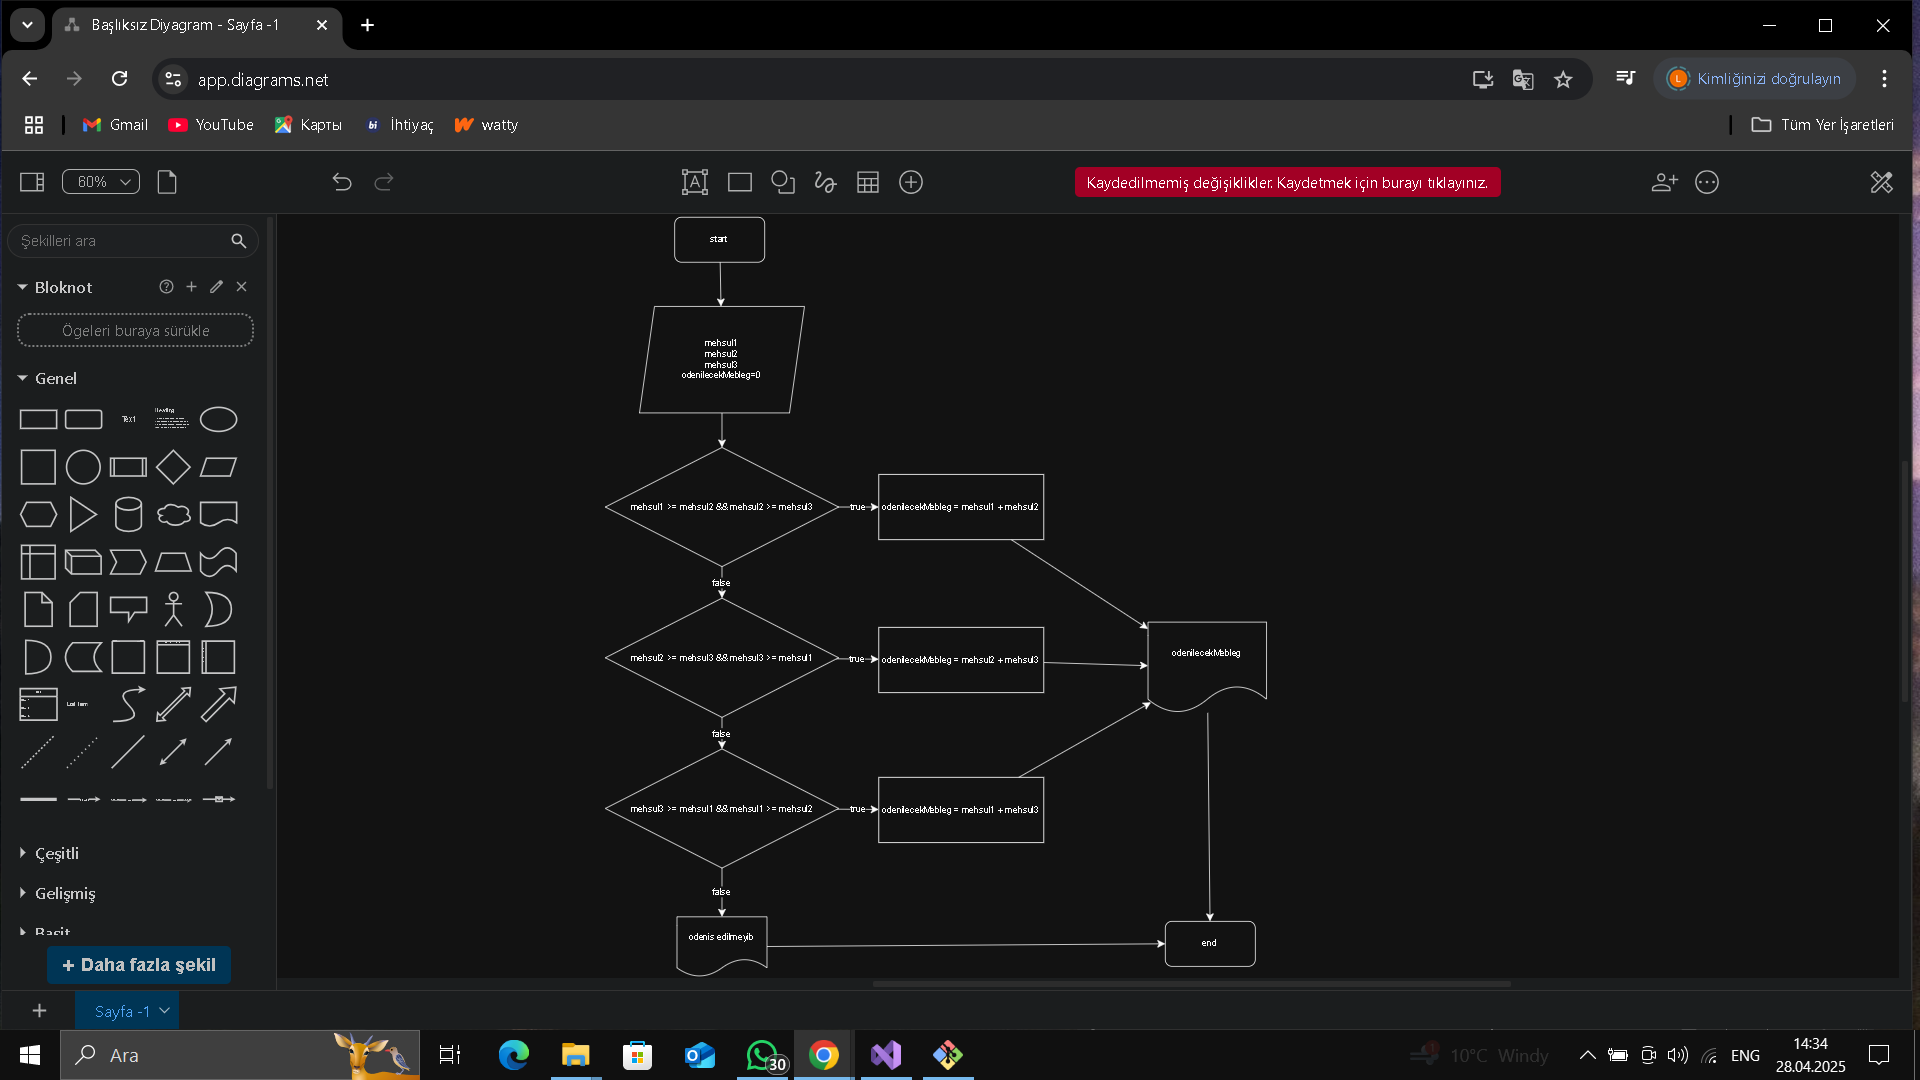 Başlıksız Diyagram - Sayfa -1
app.diagrams.net
Kimliğinizi doğrulayın
Gmail
YouTube
Карты
İhtiyaç
watty
Tüm Yer İşaretleri
60%
Kaydedilmemiş değişiklikler. Kaydetmek için burayı tıklayınız.
Şekilleri ara
Bloknot
Ögeleri buraya sürükle
Genel
Text
Heading
List
List Item
Çeşitli
Gelişmiş
Basit
+ Daha fazla şekil
start
mehsul1
mehsul2
mehsul3
odenilecekMebleg=0
mehsul1 >= mehsul2 && mehsul2 >= mehsul3
true
odenilecekMebleg = mehsul1 + mehsul2
false
mehsul2 >= mehsul3 && mehsul3 >= mehsul1
true
odenilecekMebleg = mehsul2 + mehsul3
odenilecekMebleg
false
mehsul3 >= mehsul1 && mehsul1 >= mehsul2
true
odenilecekMebleg = mehsul1 + mehsul3
false
odenis edilmeyib
end
Sayfa -1
Ara
30
10°C Windy
ENG
14:34
28.04.2025